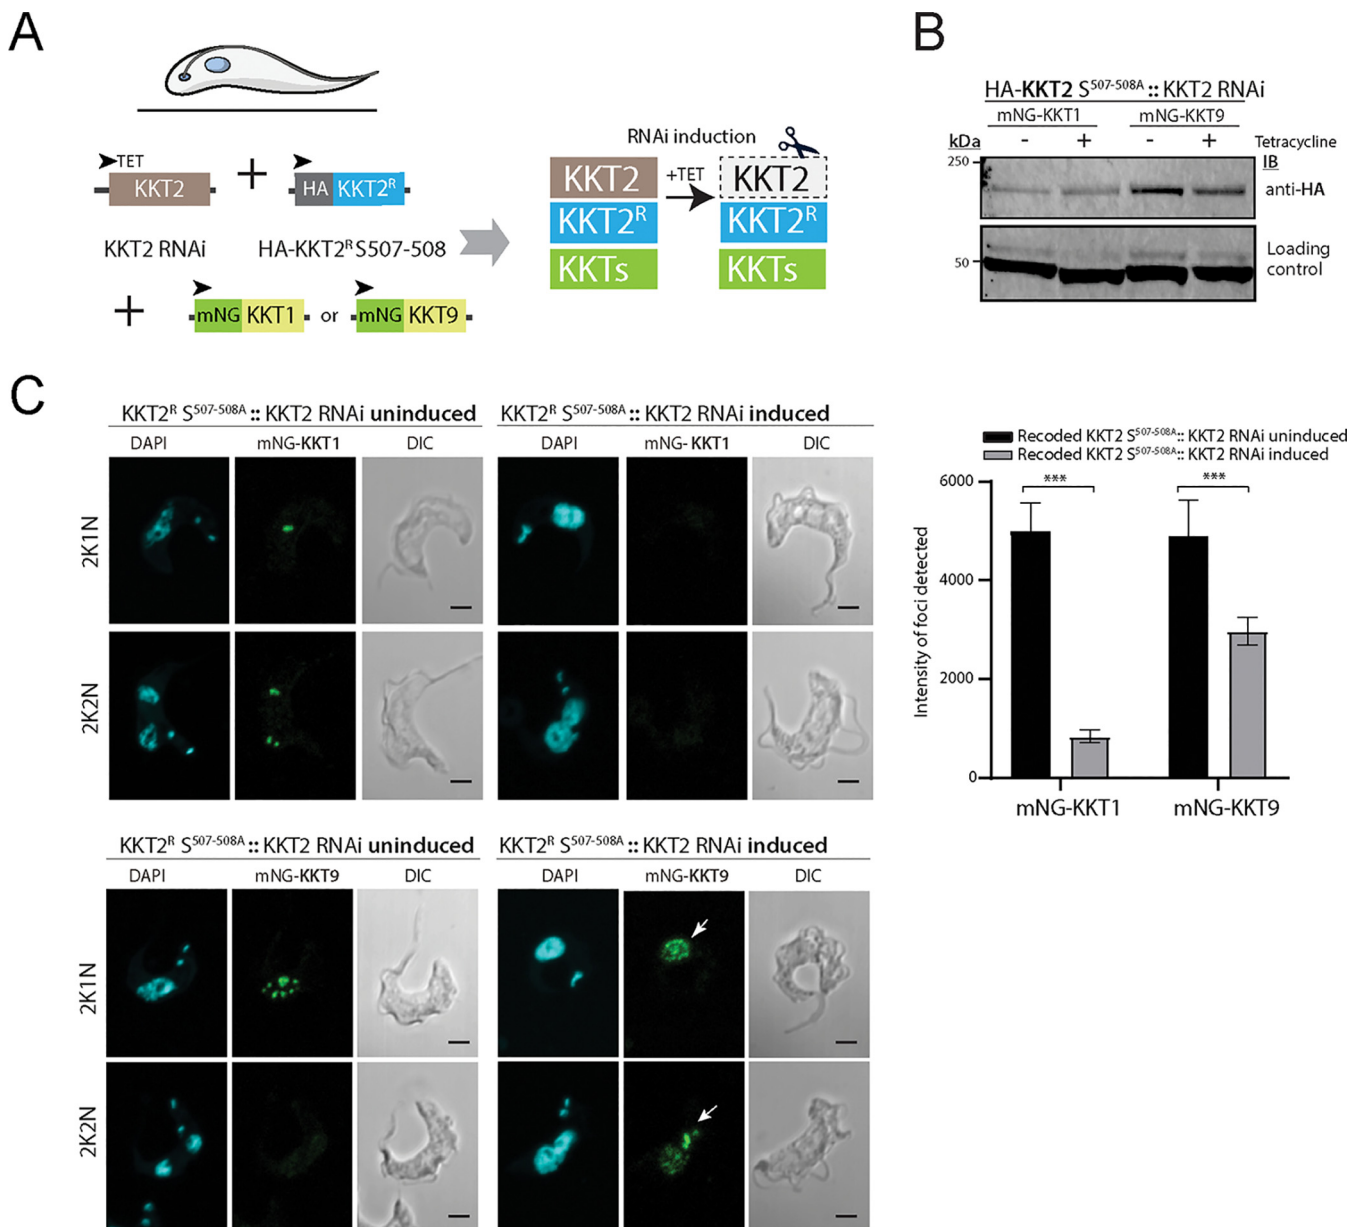 A
TET
KKT2
+
HA KKT2R
KKT2 RNAi
HA-KKT2R S507-508
+
mNG KKT1
or
mNG KKT9
RNAi induction
KKT2
+TET
KKT2
KKT2R
KKT2R
KKTs
KKTs
B
HA-KKT2 S507-508A :: KKT2 RNAi
mNG-KKT1
mNG-KKT9
kDa
- + - +
Tetracycline
IB
250
anti-HA
50
Loading
control
C
KKT2R S507-508A :: KKT2 RNAi uninduced
KKT2R S507-508A :: KKT2 RNAi induced
DAPI
mNG-KKT1
DIC
DAPI
mNG- KKT1
DIC
2K1N
2K2N
KKT2R S507-508A :: KKT2 RNAi uninduced
KKT2R S507-508A :: KKT2 RNAi induced
DAPI
mNG-KKT9
DIC
DAPI
mNG-KKT9
DIC
2K1N
2K2N
Recoded KKT2 S507-508A:: KKT2 RNAi uninduced
Recoded KKT2 S507-508A:: KKT2 RNAi induced
Intensity of foci detected
6000
4000
2000
0
***
***
mNG-KKT1
mNG-KKT9